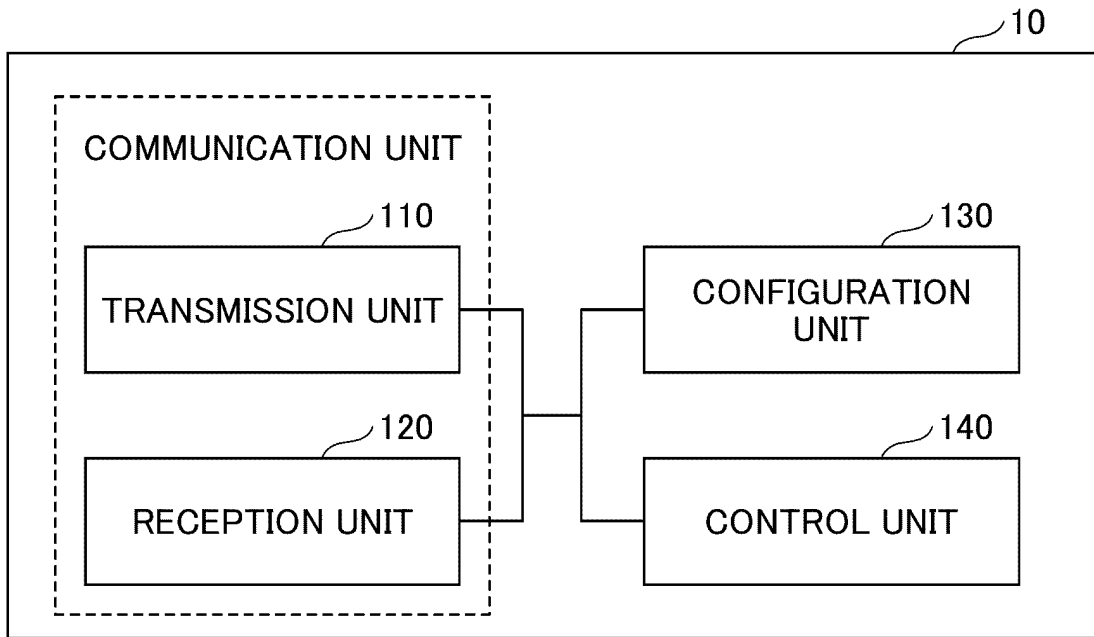 10
COMMUNICATION UNIT
110
TRANSMISSION UNIT
120
RECEPTION UNIT
130
CONFIGURATION
UNIT
140
CONTROL UNIT